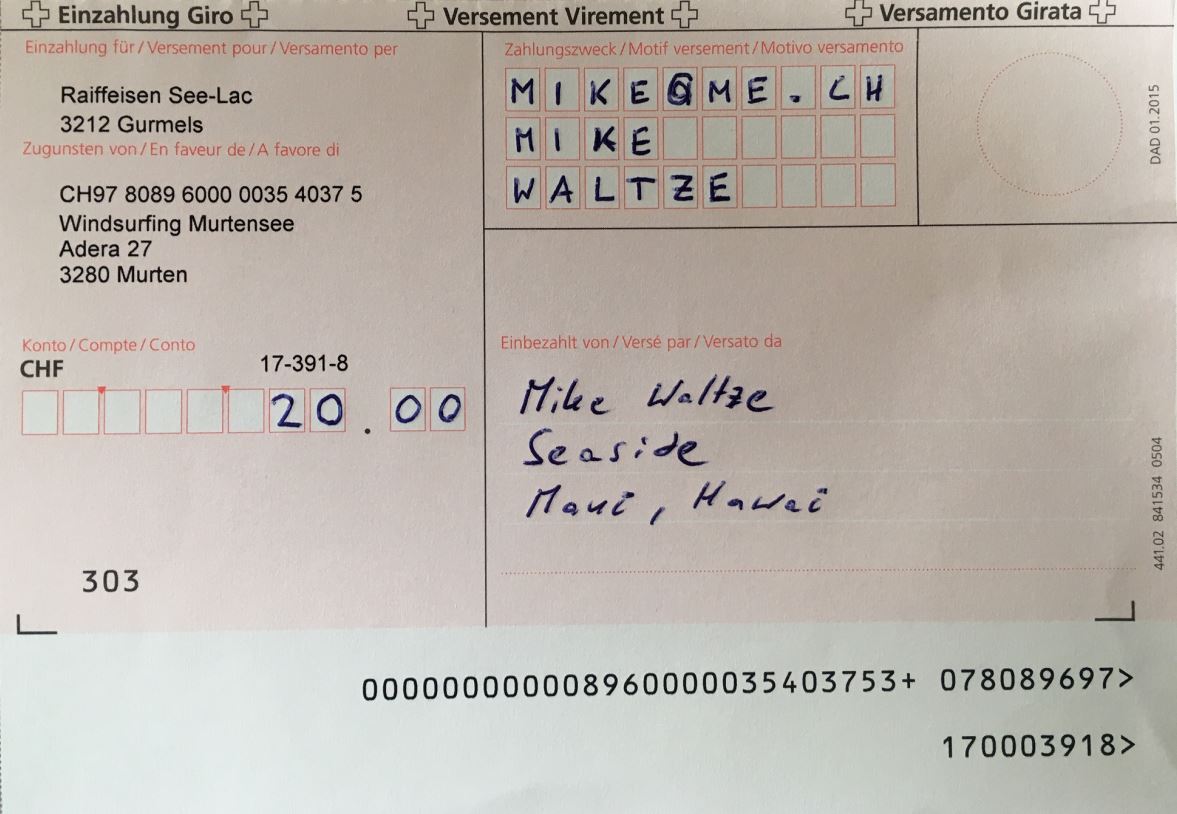 Einzahlung Giro
Versement Virement
Versamento Girata
Einzahlung für / Versement pour / Versamento per
Raiffeisen See-Lac
3212 Gurmels
Zugunsten von / En faveur de / A favore di
CH97 8089 6000 0035 4037 5
Windsurfing Murtensee
Adera 27
3280 Murten
Konto / Compte / Conto
CHF
17-391-8
20.00
303
Zahlungszweck / Motif versement / Motivo versamento
MIKE@ME.CH
MIKE
WALTZE
Einbezahlt von / Versé par / Versato da
Mike Waltze
Seaside
Maui, Hawai
DAD 01.2015
441.02 841534 0504
000000000008960000035403753+ 078089697>
170003918>